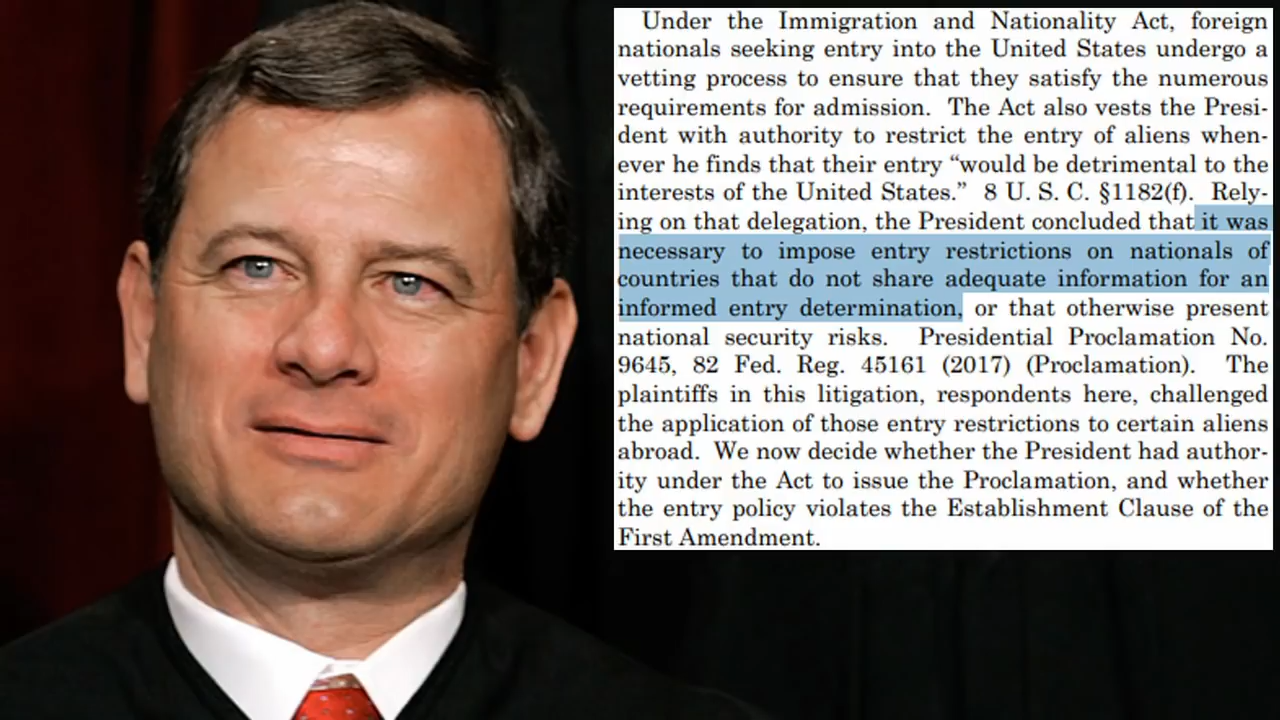 Under the Immigration and Nationality Act, foreign
nationals seeking entry into the United States undergo a
vetting process to ensure that they satisfy the numerous
requirements for admission. The Act also vests the Presi-
dent with authority to restrict the entry of aliens when-
ever he finds that their entry “would be detrimental to the
interests of the United States.” 8 U. S. C. §1182(f). Rely-
ing on that delegation, the President concluded that it was
necessary to impose entry restrictions on nationals of
countries that do not share adequate information for an
informed entry determination, or that otherwise present
national security risks. Presidential Proclamation No.
9645, 82 Fed. Reg. 45161 (2017) (Proclamation). The
plaintiffs in this litigation, respondents here, challenged
the application of those entry restrictions to certain aliens
abroad. We now decide whether the President had author-
ity under the Act to issue the Proclamation, and whether
the entry policy violates the Establishment Clause of the
First Amendment.